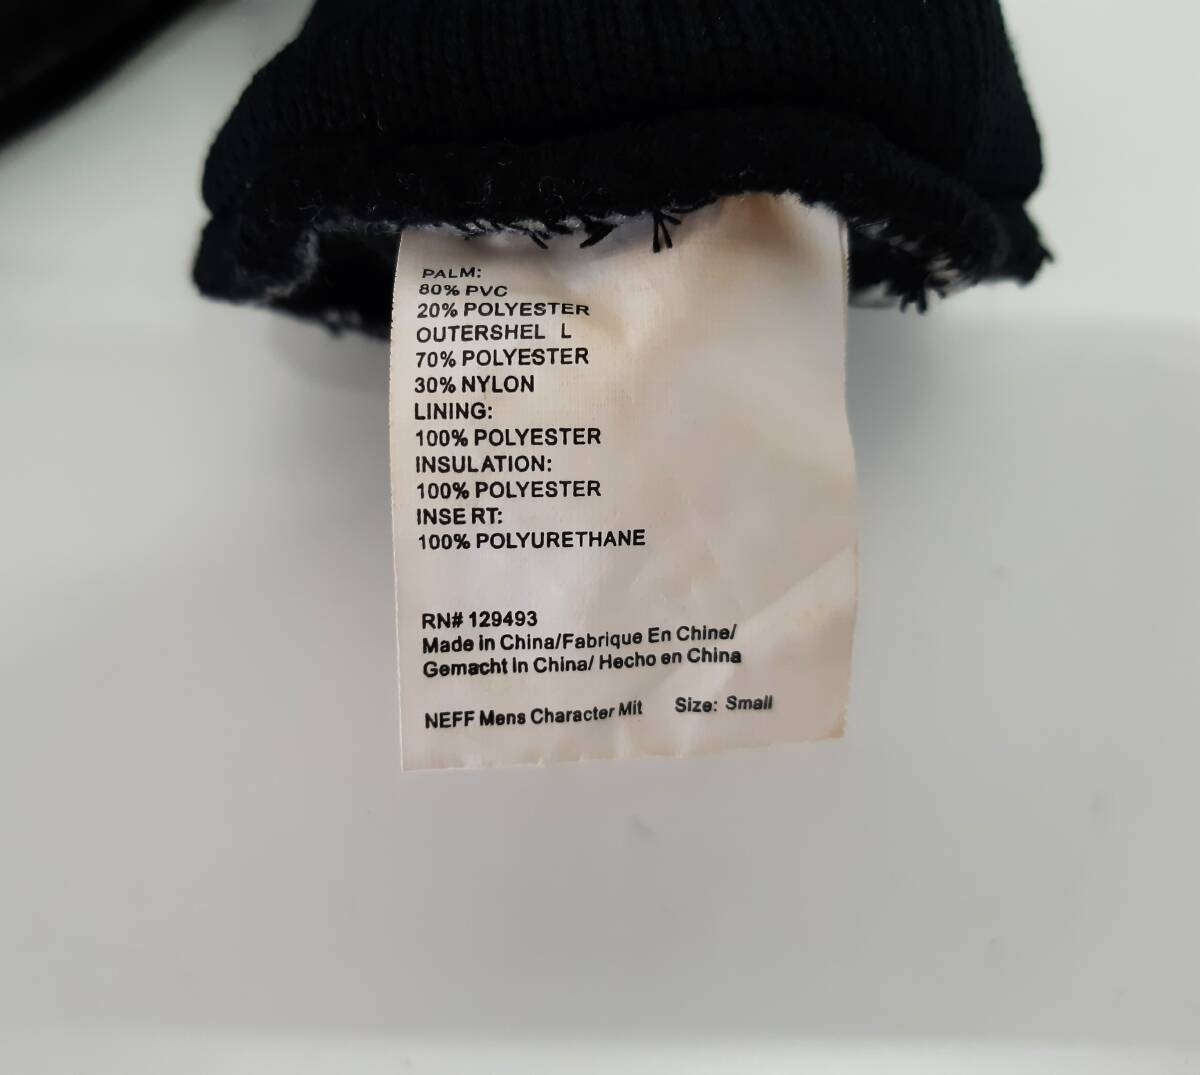 PALM:
80% PVC
20% POLYESTER
OUTERSHEL L
70% POLYESTER
30% NYLON
LINING:
100% POLYESTER
INSULATION:
100% POLYESTER
INSE RT:
100% POLYURETHANE
RN# 129493
Made in China/Fabrique En Chine/
Gemacht in China/ Hecho en China
NEFF Mens Character Mit Size: Small